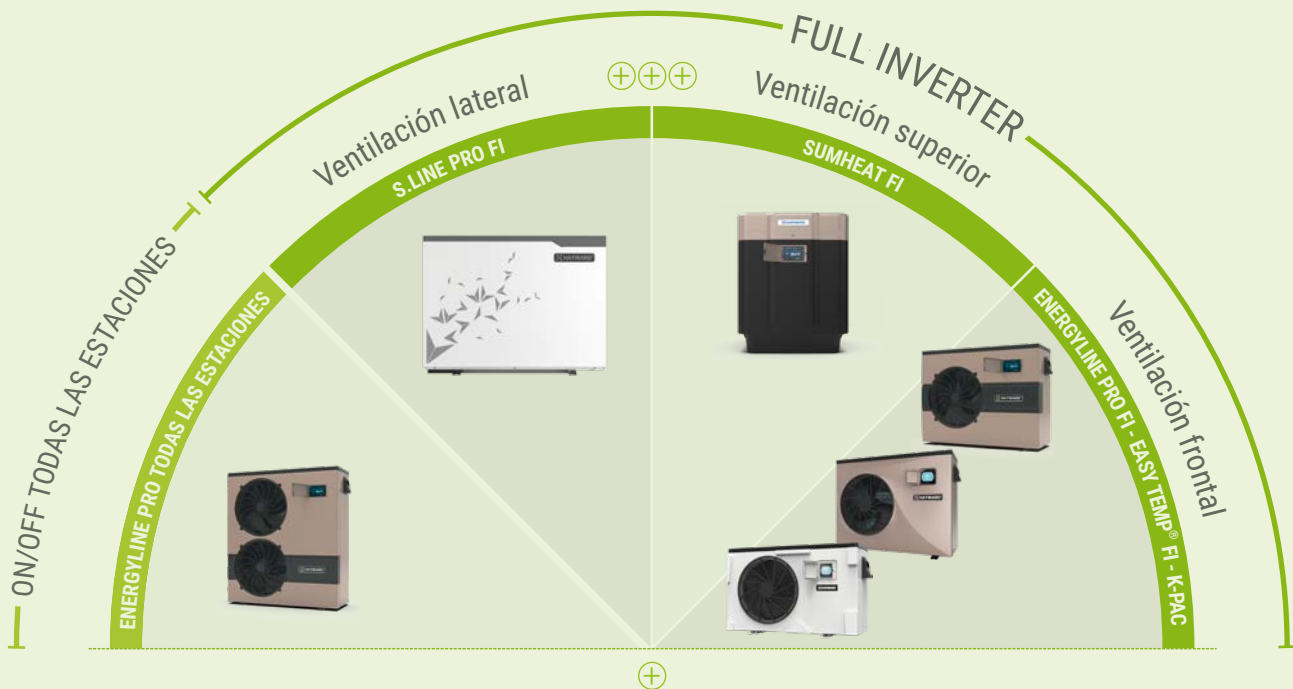 FULL INVERTER
Ventilación lateral
Ventilación superior
S.LINE PRO FI
SUMHEAT FI
ON/OFF TODAS LAS ESTACIONES
ENERGYLINE PRO TODAS LAS ESTACIONES
Ventilación frontal
ENERGYLINE PRO FI - EASY TEMP® FI - K-PAC
HAYWARD